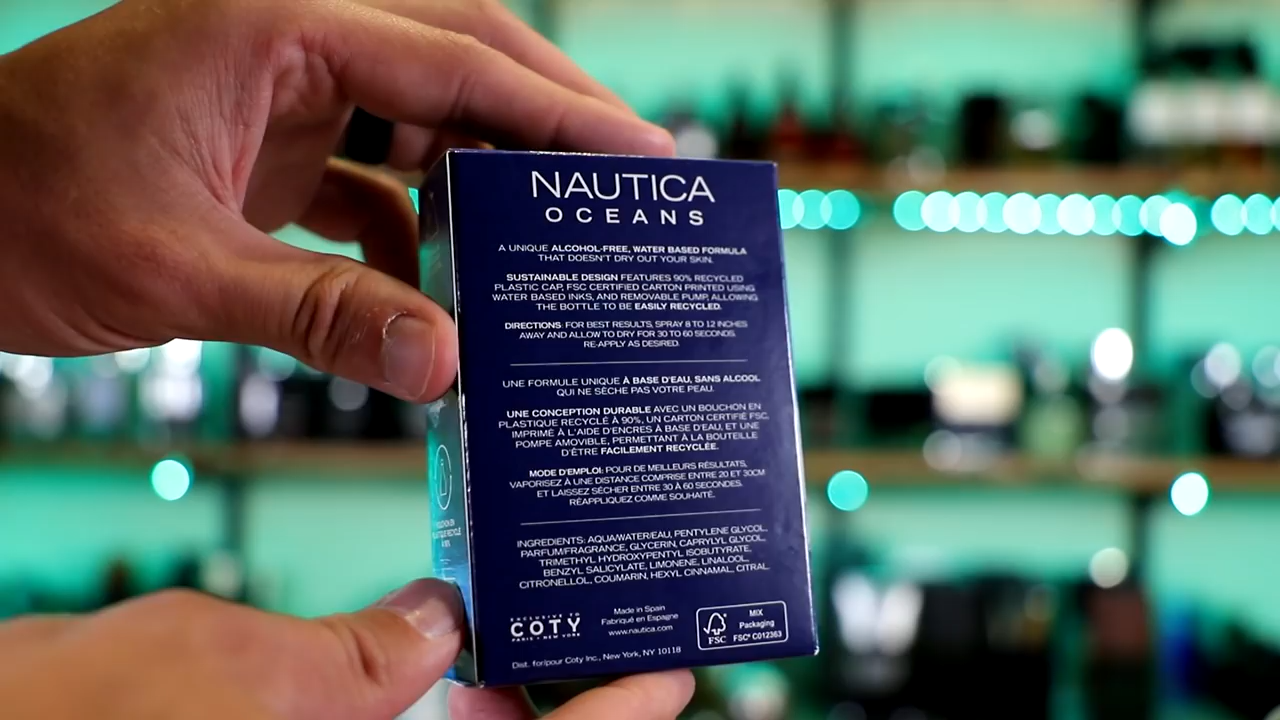 NAUTICA
OCEANS
A UNIQUE ALCOHOL-FREE, WATER BASED FORMULA
THAT DOESN'T DRY OUT YOUR SKIN.
SUSTAINABLE DESIGN FEATURES 90% RECYCLED
PLASTIC CAP, FSC CERTIFIED CARTON PRINTED USING
WATER BASED INKS, AND REMOVABLE PUMP, ALLOWING
THE BOTTLE TO BE EASILY RECYCLED.
DIRECTIONS: FOR BEST RESULTS, SPRAY 8 TO 12 INCHES
AWAY AND ALLOW TO DRY FOR 30 TO 60 SECONDS.
RE-APPLY AS DESIRED.
UNE FORMULE UNIQUE À BASE D'EAU, SANS ALCOOL
QUI NE SÈCHE PAS VOTRE PEAU.
UNE CONCEPTION DURABLE AVEC UN BOUCHON EN
PLASTIQUE RECYCLÉ À 90%, UN CARTON CERTIFIÉ FSC,
IMPRIMÉ À L'AIDE D'ENCRES À BASE D'EAU, ET UNE
POMPE AMOVIBLE, PERMETTANT À LA BOUTEILLE
D'ÊTRE FACILEMENT RECYCLÉE.
MODE D'EMPLOI: POUR DE MEILLEURS RÉSULTATS,
VAPORISEZ À UNE DISTANCE COMPRISE ENTRE 20 ET 30CM
ET LAISSEZ SÉCHER ENTRE 30 À 60 SECONDES.
RÉAPPLIQUEZ COMME SOUHAITÉ.
INGREDIENTS: AQUA/WATER/EAU, PENTYLENE GLYCOL,
PARFUM/FRAGRANCE, GLYCERIN, CAPRYLYL GLYCOL,
TRIMETHYL HYDROXYPENTYL ISOBUTYRATE,
BENZYL SALICYLATE, LIMONENE, LINALOOL,
CITRONELLOL, COUMARIN, HEXYL CINNAMAL, CITRAL
EXCLUSIVE TO
COTY
PARIS • NEW YORK
Made in Spain
Fabriqué en Espagne
www.nautica.com
FSC
MIX
Packaging
FSC® C012363
Dist. for/pour Coty Inc., New York, NY 10118